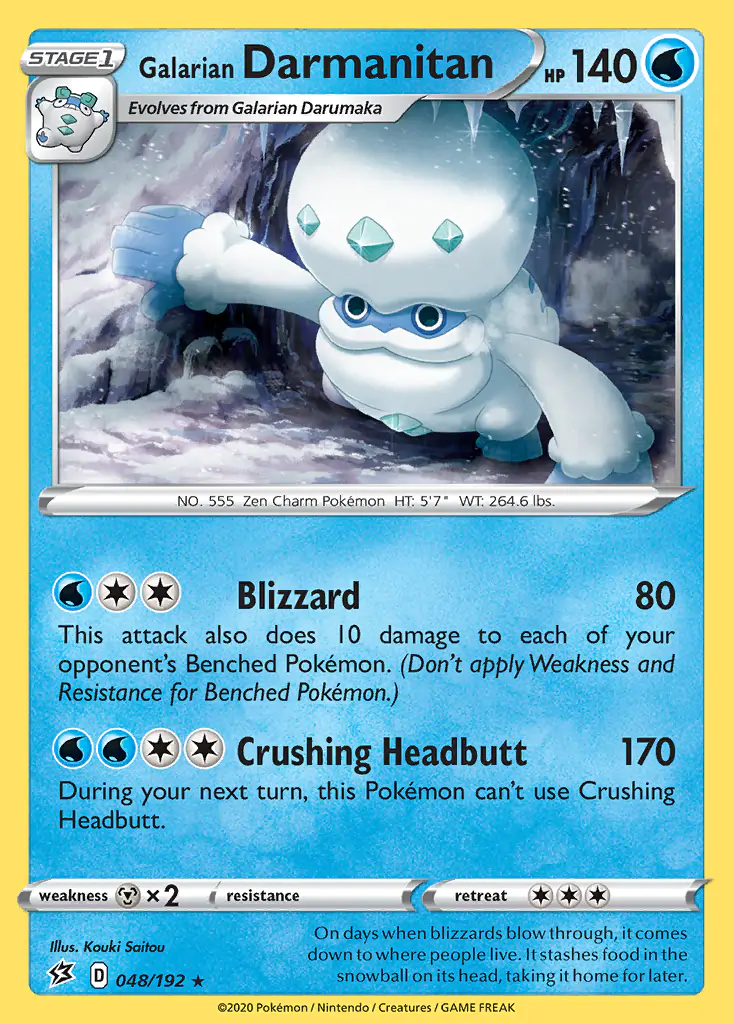 STAGE 1
Galarian Darmanitan HP 140
Evolves from Galarian Darumaka
NO. 555 Zen Charm Pokémon HT: 5'7" WT: 264.6 lbs.
Blizzard 80
This attack also does 10 damage to each of your
opponent's Benched Pokémon. (Don't apply Weakness and
Resistance for Benched Pokémon.)
Crushing Headbutt 170
During your next turn, this Pokémon can't use Crushing
Headbutt.
weakness ×2 resistance retreat
Illus. Kouki Saitou
D 048/192 ★
On days when blizzards blow through, it comes
down to where people live. It stashes food in the
snowball on its head, taking it home for later.
©2020 Pokémon / Nintendo / Creatures / GAME FREAK